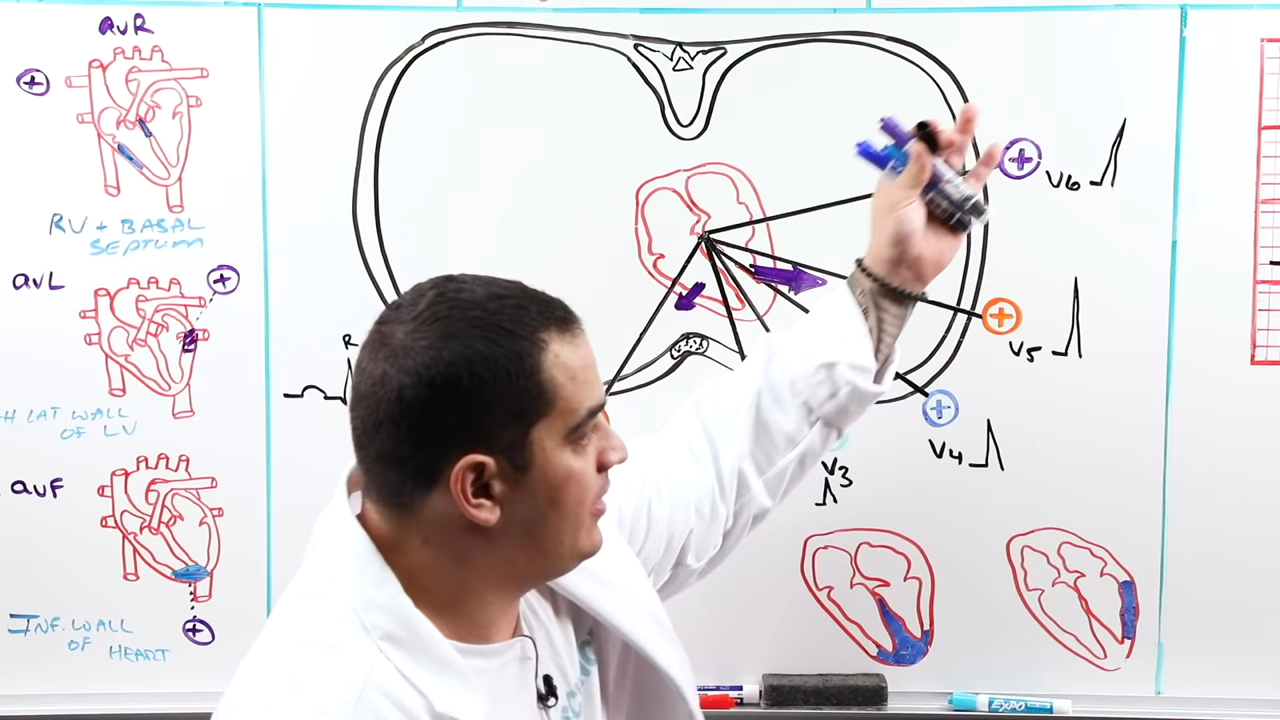 avR
+
RV + BASAL
SEPTUM
avL
+
H LAT WALL
OF LV
avF
INF. WALL
OF HEART
+
R
+
V6
+
V5
+
V4
V3
EXPO